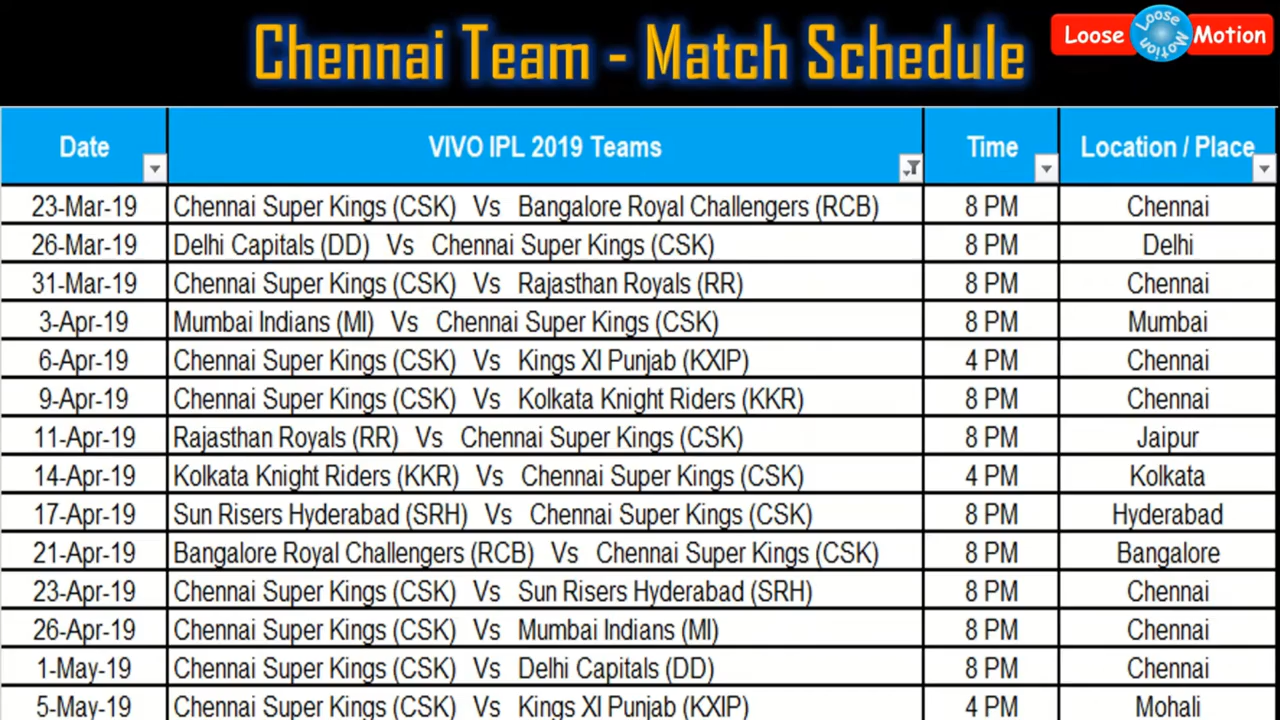 Chennai Team - Match Schedule
Loose Loose Motion Motion
Date VIVO IPL 2019 Teams Time Location / Place
23-Mar-19 Chennai Super Kings (CSK) Vs Bangalore Royal Challengers (RCB) 8 PM Chennai
26-Mar-19 Delhi Capitals (DD) Vs Chennai Super Kings (CSK) 8 PM Delhi
31-Mar-19 Chennai Super Kings (CSK) Vs Rajasthan Royals (RR) 8 PM Chennai
3-Apr-19 Mumbai Indians (MI) Vs Chennai Super Kings (CSK) 8 PM Mumbai
6-Apr-19 Chennai Super Kings (CSK) Vs Kings XI Punjab (KXIP) 4 PM Chennai
9-Apr-19 Chennai Super Kings (CSK) Vs Kolkata Knight Riders (KKR) 8 PM Chennai
11-Apr-19 Rajasthan Royals (RR) Vs Chennai Super Kings (CSK) 8 PM Jaipur
14-Apr-19 Kolkata Knight Riders (KKR) Vs Chennai Super Kings (CSK) 4 PM Kolkata
17-Apr-19 Sun Risers Hyderabad (SRH) Vs Chennai Super Kings (CSK) 8 PM Hyderabad
21-Apr-19 Bangalore Royal Challengers (RCB) Vs Chennai Super Kings (CSK) 8 PM Bangalore
23-Apr-19 Chennai Super Kings (CSK) Vs Sun Risers Hyderabad (SRH) 8 PM Chennai
26-Apr-19 Chennai Super Kings (CSK) Vs Mumbai Indians (MI) 8 PM Chennai
1-May-19 Chennai Super Kings (CSK) Vs Delhi Capitals (DD) 8 PM Chennai
5-May-19 Chennai Super Kings (CSK) Vs Kings XI Punjab (KXIP) 4 PM Mohali